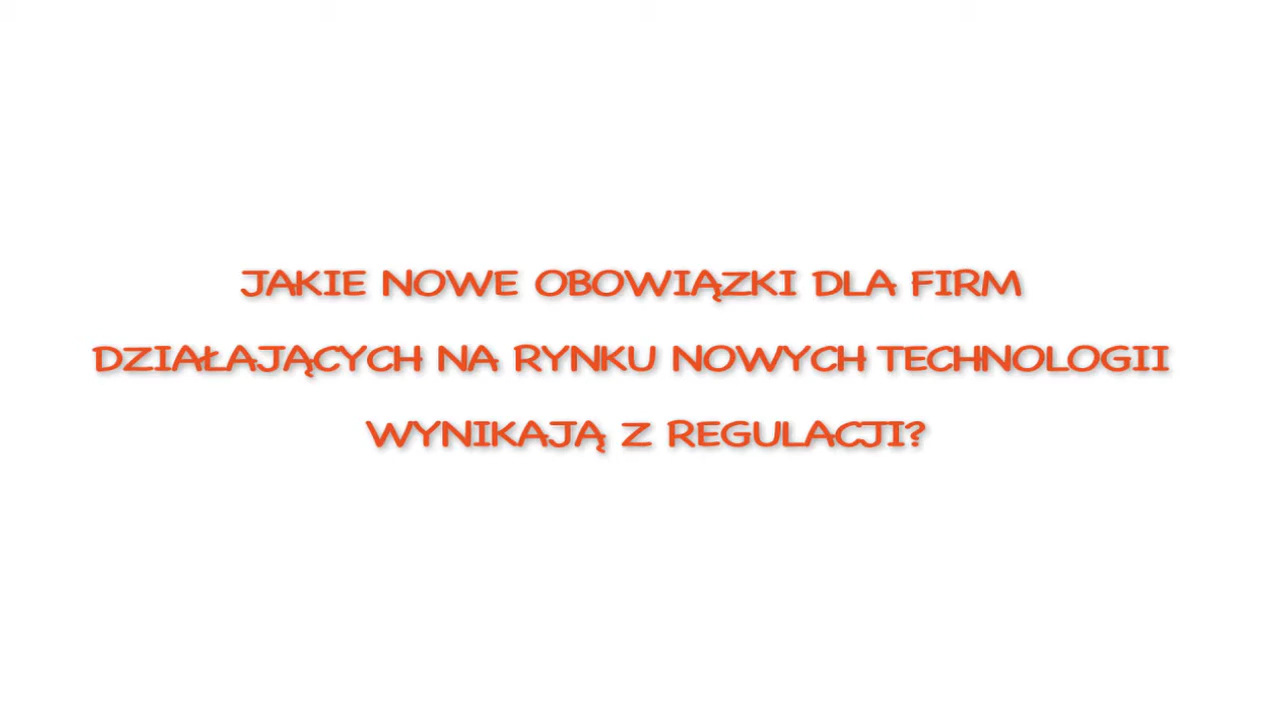 JAKIE NOWE OBOWIĄZKI DLA FIRM
DZIAŁAJĄCYCH NA RYNKU NOWYCH TECHNOLOGII
WYNIKAJĄ Z REGULACJI?